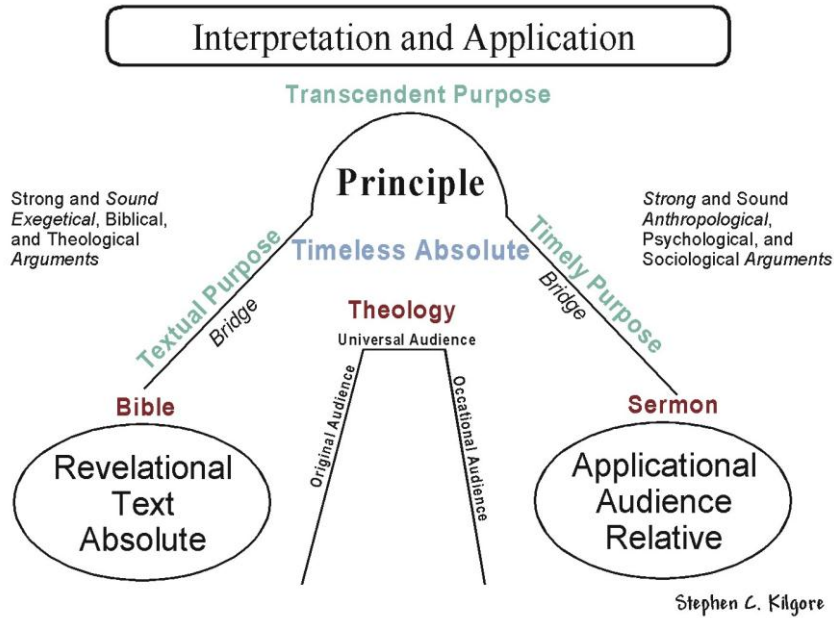 Interpretation and Application
Transcendent Purpose
Principle
Timeless Absolute
Theology
Universal Audience
Strong and Sound
Exegetical, Biblical,
and Theological
Arguments
Textual Purpose
Bridge
Strong and Sound
Anthropological,
Psychological, and
Sociological Arguments
Timely Purpose
Bridge
Original Audience
Occational Audience
Bible
Revelational
Text
Absolute
Sermon
Applicational
Audience
Relative
Stephen C. Kilgore